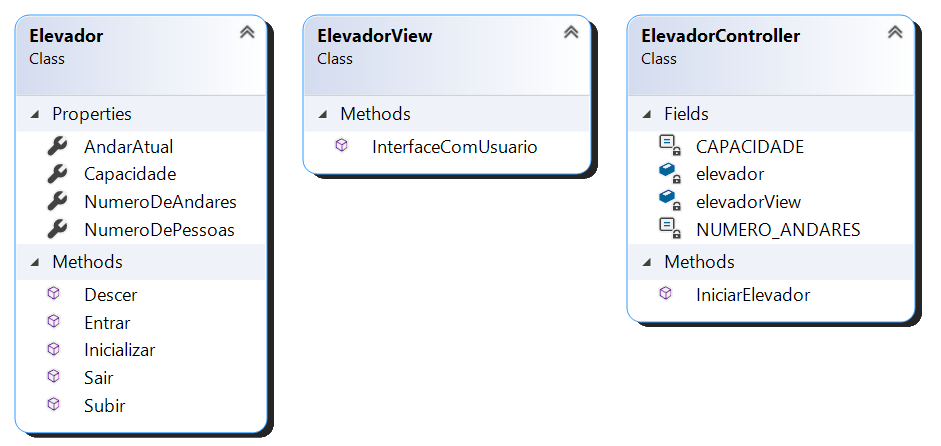 Elevador
Class
Properties
AndarAtual
Capacidade
NumeroDeAndares
NumeroDePessoas
Methods
Descer
Entrar
Inicializar
Sair
Subir
ElevadorView
Class
Methods
InterfaceComUsuario
ElevadorController
Class
Fields
CAPACIDADE
elevador
elevadorView
NUMERO_ANDARES
Methods
IniciarElevador